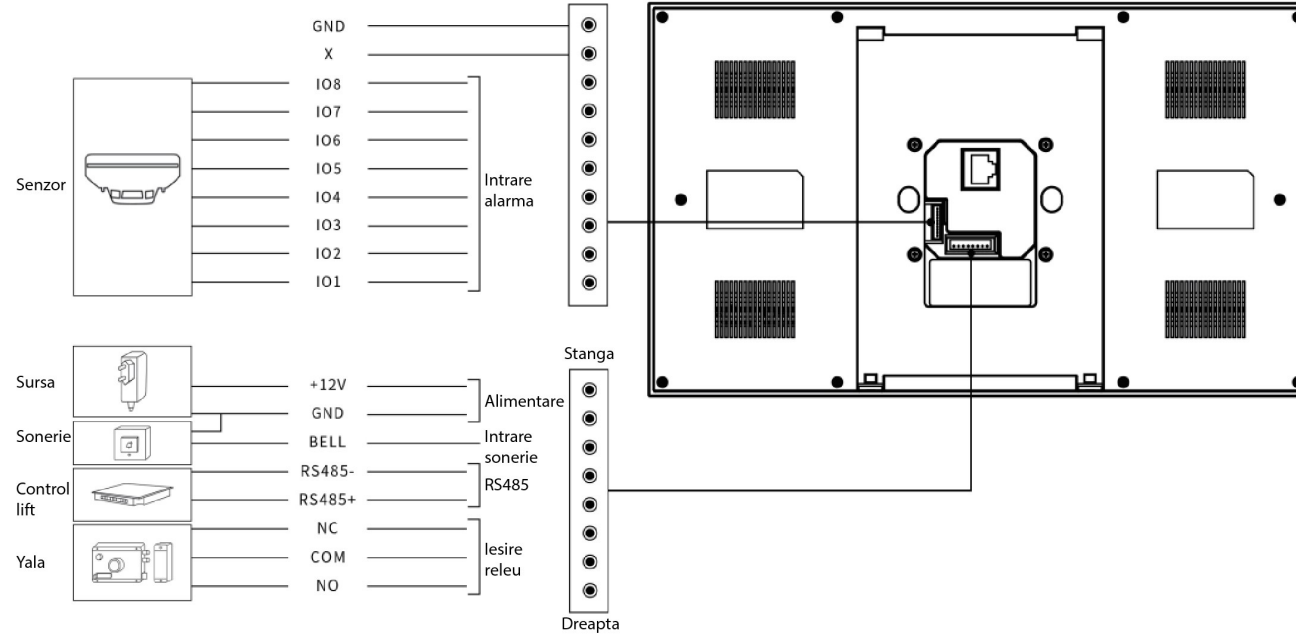 GND
X
IO8
IO7
IO6
IO5
IO4
IO3
IO2
IO1
Senzor
Intrare
alarma
Stanga
Sursa
+12V
GND
Alimentare
Sonerie
BELL
Intrare
sonerie
Control
lift
RS485-
RS485+
RS485
Yala
NC
COM
NO
Iesire
releu
Dreapta